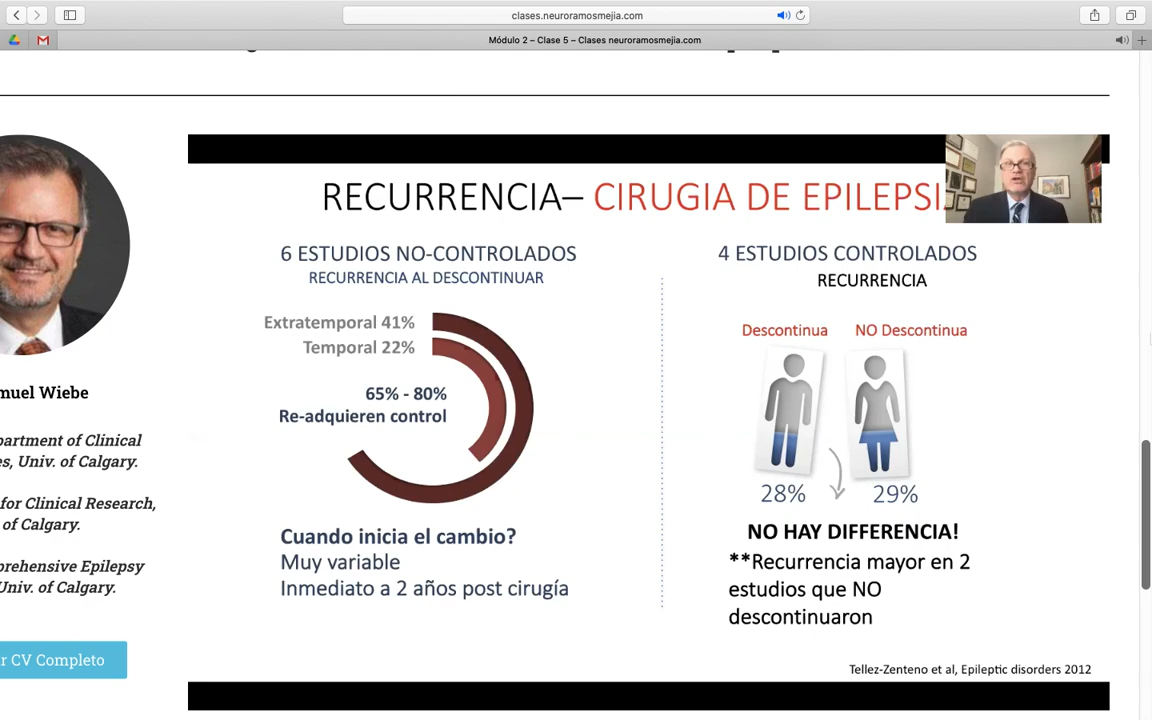 clases.neuroramosmejia.com
Módulo 2 – Clase 5 – Clases neuroramosmejia.com
RECURRENCIA– CIRUGIA DE EPILEPSI
6 ESTUDIOS NO-CONTROLADOS
RECURRENCIA AL DESCONTINUAR
Extratemporal 41%
Temporal 22%
65% - 80%
Re-adquieren control
Cuando inicia el cambio?
Muy variable
Inmediato a 2 años post cirugía
4 ESTUDIOS CONTROLADOS
RECURRENCIA
Descontinua NO Descontinua
28% 29%
NO HAY DIFFERENCIA!
**Recurrencia mayor en 2
estudios que NO
descontinuaron
Tellez-Zenteno et al, Epileptic disorders 2012
muel Wiebe
partment of Clinical
es, Univ. of Calgary.
for Clinical Research,
of Calgary.
prehensive Epilepsy
Univ. of Calgary.
r CV Completo